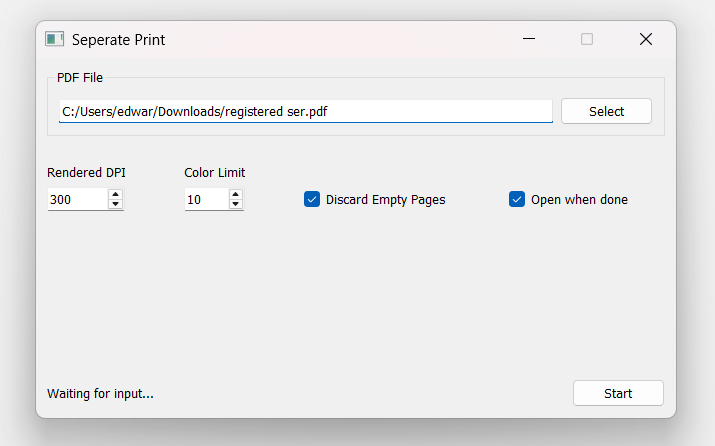 Seperate Print
PDF File
C:/Users/edwar/Downloads/registered ser.pdf
Select
Rendered DPI
Color Limit
300
10
Discard Empty Pages
Open when done
Waiting for input...
Start